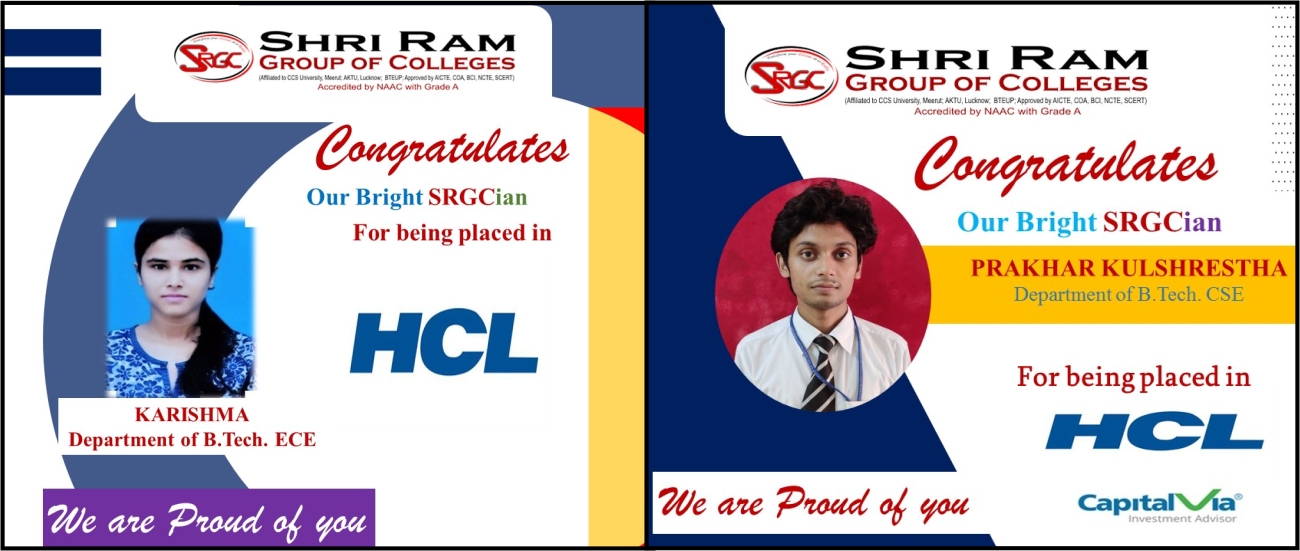 SRGC
SHRI RAM
GROUP OF COLLEGES
(Affiliated to CCS University, Meerut; AKTU, Lucknow; BTEUP; Approved by AICTE, COA, BCI, NCTE, SCERT)
Accredited by NAAC with Grade A
Congratulates
Our Bright SRGCian
For being placed in
HCL
KARISHMA
Department of B.Tech. ECE
We are Proud of you
SRGC
SHRI RAM
GROUP OF COLLEGES
(Affiliated to CCS University, Meerut; AKTU, Lucknow; BTEUP; Approved by AICTE, COA, BCI, NCTE, SCERT)
Accredited by NAAC with Grade A
Congratulates
Our Bright SRGCian
PRAKHAR KULSHRESTHA
Department of B.Tech. CSE
For being placed in
HCL
CapitalVia®
Investment Advisor
We are Proud of you